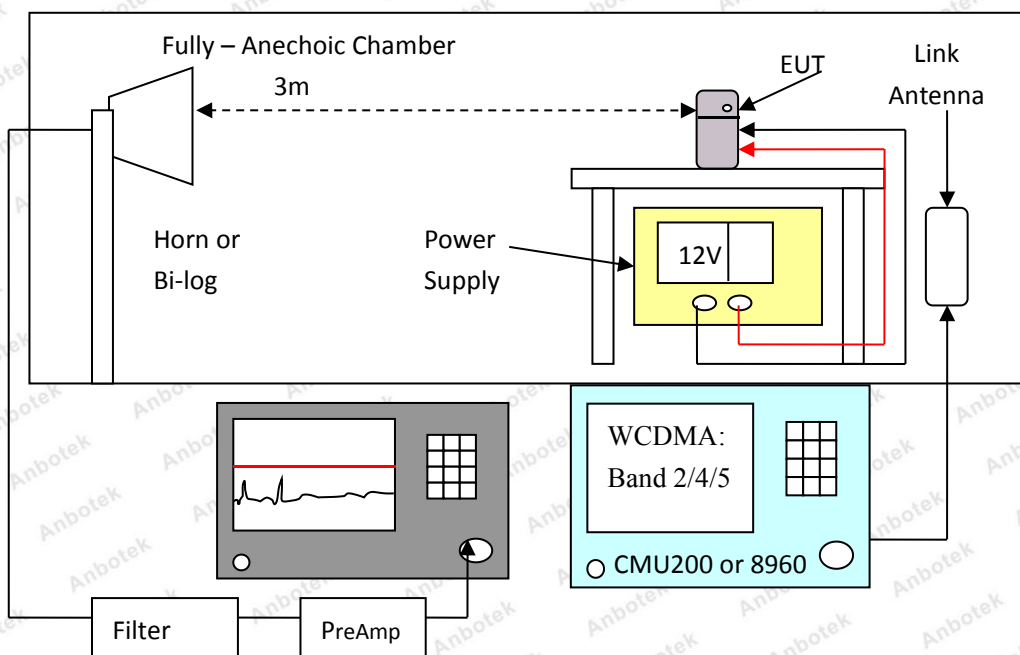 Fully – Anechoic Chamber
3m
EUT
Link
Antenna
Horn or
Bi-log
Power
Supply
12V
WCDMA:
Band 2/4/5
CMU200 or 8960
Filter
PreAmp
Anbotek